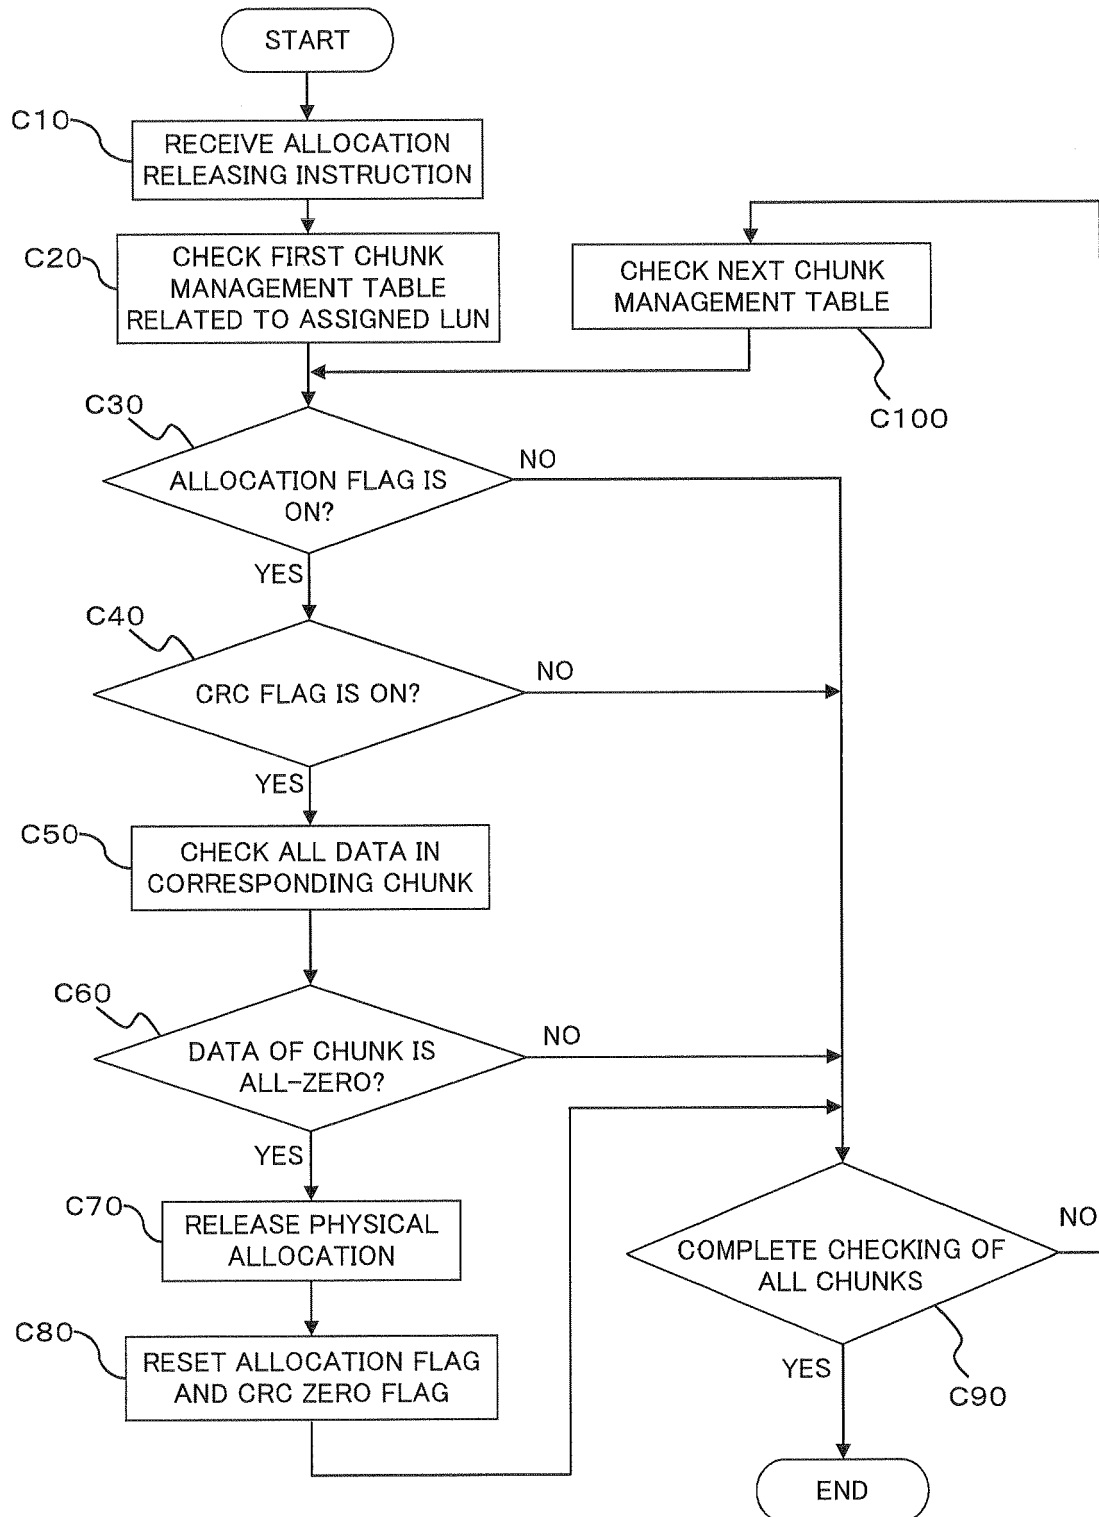 START
C10
RECEIVE ALLOCATION
RELEASING INSTRUCTION
C20
CHECK FIRST CHUNK
MANAGEMENT TABLE
RELATED TO ASSIGNED LUN
CHECK NEXT CHUNK
MANAGEMENT TABLE
C100
C30
ALLOCATION FLAG IS
ON?
NO
YES
C40
CRC FLAG IS ON?
NO
YES
C50
CHECK ALL DATA IN
CORRESPONDING CHUNK
C60
DATA OF CHUNK IS
ALL-ZERO?
NO
YES
C70
RELEASE PHYSICAL
ALLOCATION
C80
RESET ALLOCATION FLAG
AND CRC ZERO FLAG
COMPLETE CHECKING OF
ALL CHUNKS
NO
YES
C90
END